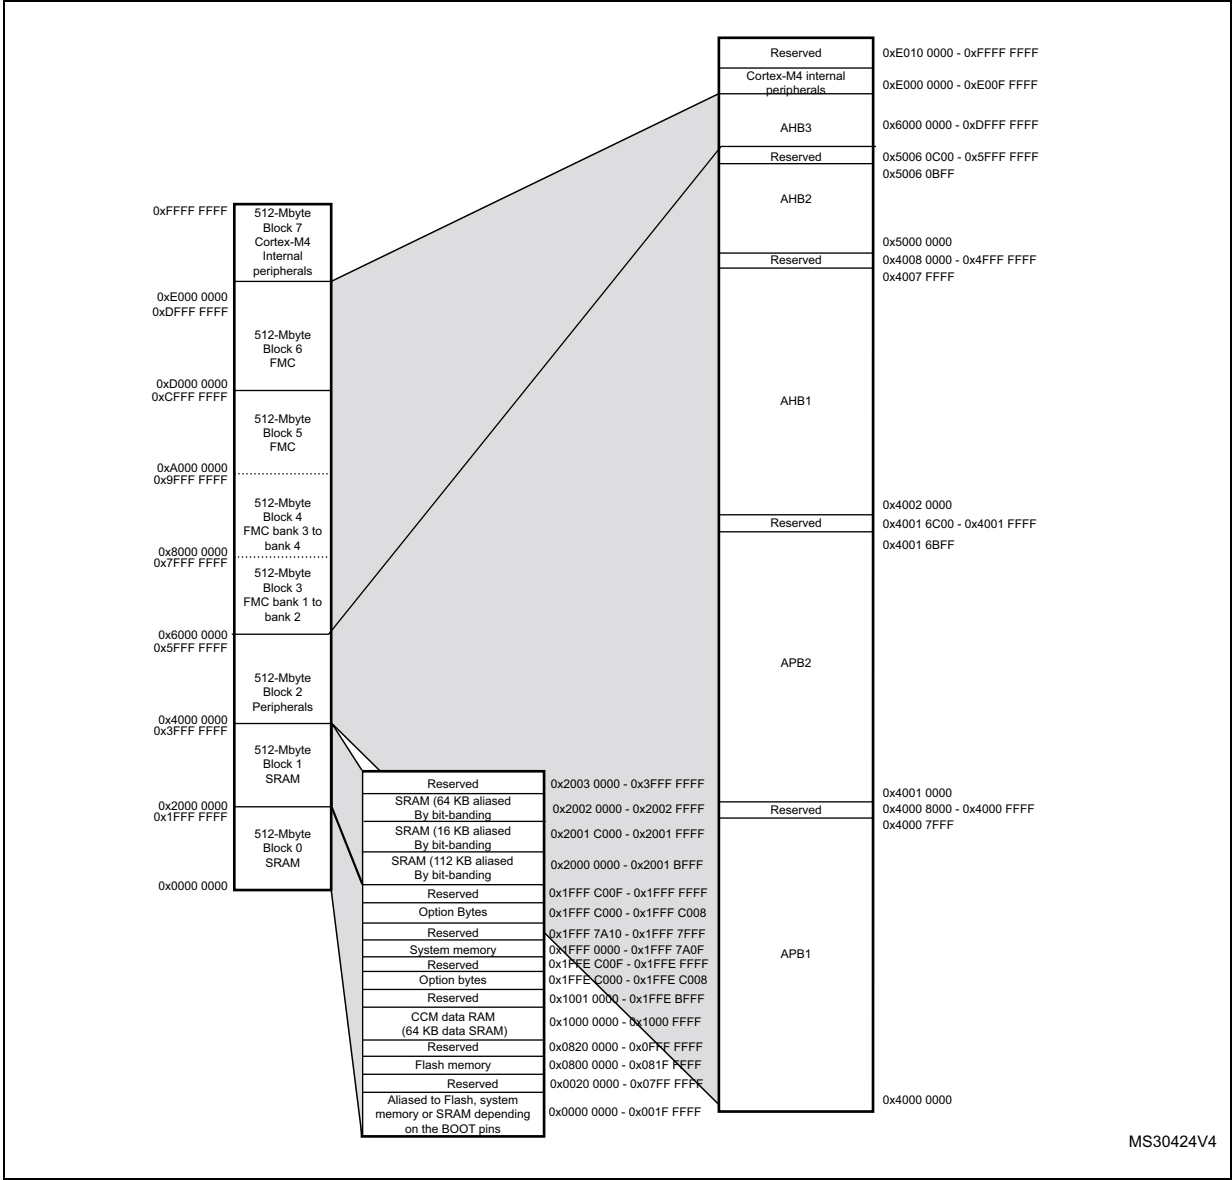 Reserved
0xE010 0000 - 0xFFFF FFFF
Cortex-M4 internal
peripherals
0xE000 0000 - 0xE00F FFFF
AHB3
0x6000 0000 - 0xDFFF FFFF
Reserved
0x5006 0C00 - 0x5FFF FFFF
0x5006 0BFF
AHB2
0x5000 0000
Reserved
0x4008 0000 - 0x4FFF FFFF
0x4007 FFFF
AHB1
0x4002 0000
Reserved
0x4001 6C00 - 0x4001 FFFF
0x4001 6BFF
APB2
0x4001 0000
Reserved
0x4000 8000 - 0x4000 FFFF
0x4000 7FFF
APB1
0x4000 0000
0xFFFF FFFF
512-Mbyte
Block 7
Cortex-M4
Internal
peripherals
0xE000 0000
0xDFFF FFFF
512-Mbyte
Block 6
FMC
0xD000 0000
0xCFFF FFFF
512-Mbyte
Block 5
FMC
0xA000 0000
0x9FFF FFFF
512-Mbyte
Block 4
FMC bank 3 to
bank 4
0x8000 0000
0x7FFF FFFF
512-Mbyte
Block 3
FMC bank 1 to
bank 2
0x6000 0000
0x5FFF FFFF
512-Mbyte
Block 2
Peripherals
0x4000 0000
0x3FFF FFFF
512-Mbyte
Block 1
SRAM
0x2000 0000
0x1FFF FFFF
512-Mbyte
Block 0
SRAM
0x0000 0000
Reserved
0x2003 0000 - 0x3FFF FFFF
SRAM (64 KB aliased
By bit-banding
0x2002 0000 - 0x2002 FFFF
SRAM (16 KB aliased
By bit-banding
0x2001 C000 - 0x2001 FFFF
SRAM (112 KB aliased
By bit-banding
0x2000 0000 - 0x2001 BFFF
Reserved
0x1FFF C00F - 0x1FFF FFFF
Option Bytes
0x1FFF C000 - 0x1FFF C008
Reserved
0x1FFF 7A10 - 0x1FFF 7FFF
System memory
0x1FFF 0000 - 0x1FFF 7A0F
Reserved
0x1FFE C00F - 0x1FFE FFFF
Option bytes
0x1FFE C000 - 0x1FFE C008
Reserved
0x1001 0000 - 0x1FFE BFFF
CCM data RAM
(64 KB data SRAM)
0x1000 0000 - 0x1000 FFFF
Reserved
0x0820 0000 - 0x0FFF FFFF
Flash memory
0x0800 0000 - 0x081F FFFF
Reserved
0x0020 0000 - 0x07FF FFFF
Aliased to Flash, system
memory or SRAM depending
on the BOOT pins
0x0000 0000 - 0x001F FFFF
MS30424V4